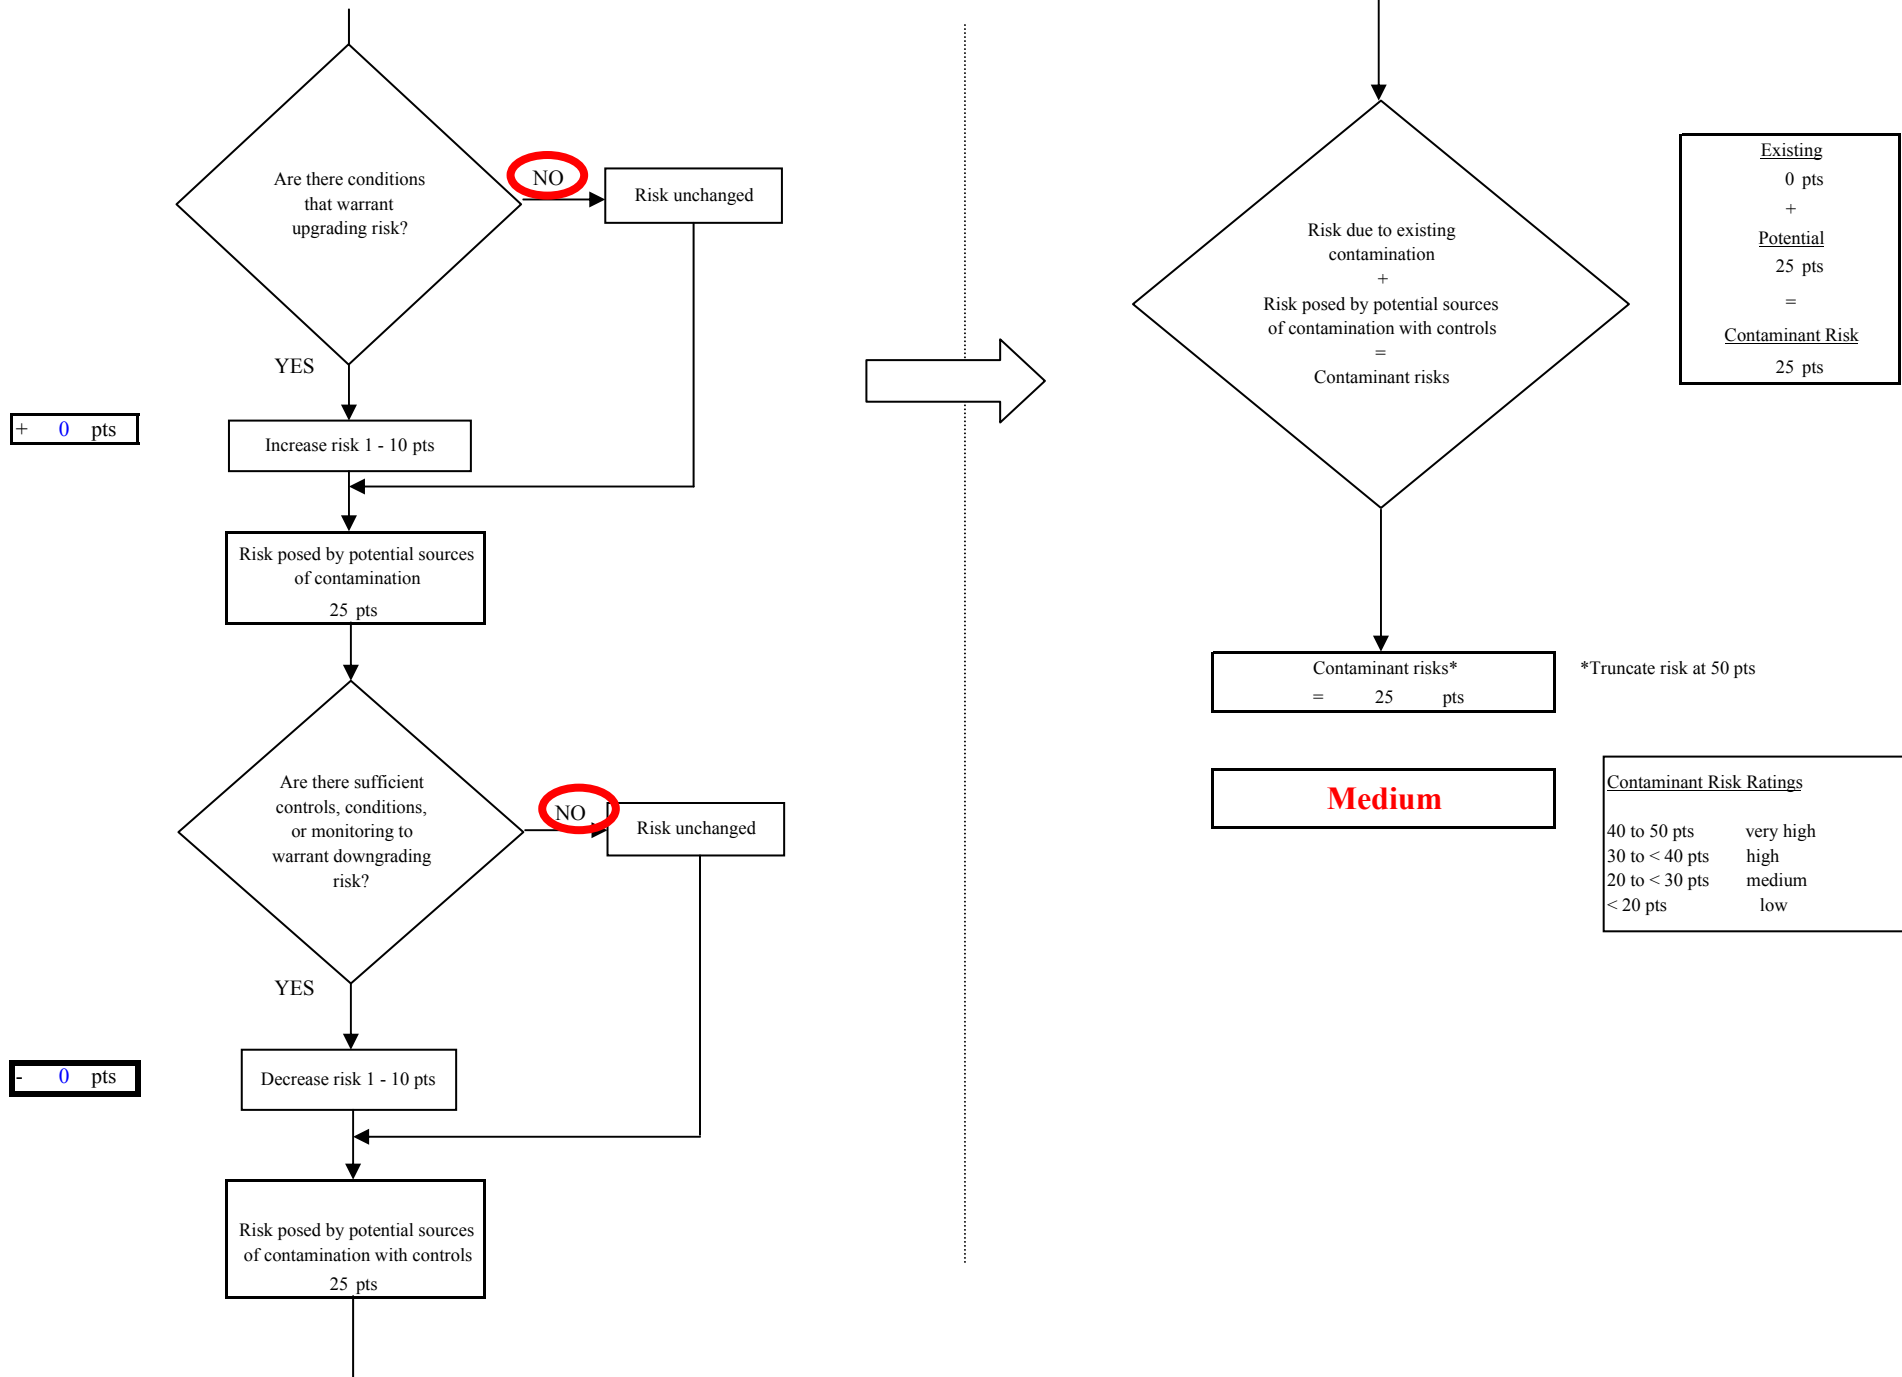 Are there conditions
that warrant
upgrading risk?
NO
Risk unchanged
YES
+ 0 pts
Increase risk 1 - 10 pts
Risk posed by potential sources
of contamination
25 pts
Are there sufficient
controls, conditions,
or monitoring to
warrant downgrading
risk?
NO
Risk unchanged
YES
- 0 pts
Decrease risk 1 - 10 pts
Risk posed by potential sources
of contamination with controls
25 pts
Risk due to existing
contamination
+
Risk posed by potential sources
of contamination with controls
=
Contaminant risks
Existing
0 pts
+
Potential
25 pts
=
Contaminant Risk
25 pts
Contaminant risks*
= 25 pts
*Truncate risk at 50 pts
Medium
Contaminant Risk Ratings
40 to 50 pts very high
30 to < 40 pts high
20 to < 30 pts medium
< 20 pts low